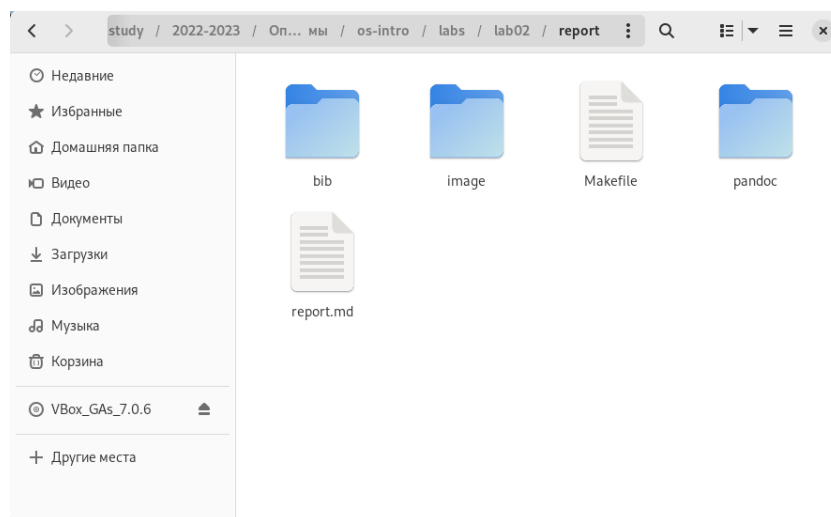 study / 2022-2023 / Оп… мы / os-intro / labs / lab02 / report
Недавние
Избранные
Домашняя папка
Видео
Документы
Загрузки
Изображения
Музыка
Корзина
VBox_GAs_7.0.6
Другие места
bib image Makefile pandoc
report.md